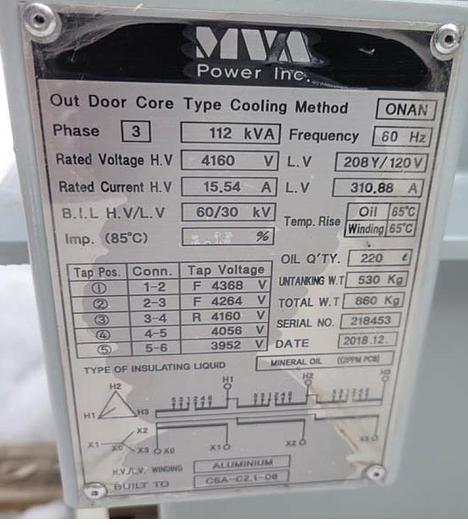 MVA
Power Inc.
Out Door Core Type Cooling Method ONAN
Phase 3 112 kVA Frequency 60 Hz
Rated Voltage H.V 4160 V L.V 208Y/120V
Rated Current H.V 15.54 A L.V 310.88 A
B.I.L H.V/L.V 60/30 kV Temp. Rise Oil 65°C
Winding 65°C
Imp. (85°C) %
OIL Q'TY. 220 ℓ
UNTANKING W.T 530 Kg
TOTAL W.T 860 Kg
SERIAL NO. 218453
DATE 2018.12.
Tap Pos. Conn. Tap Voltage
① 1-2 F 4368 V
② 2-3 F 4264 V
③ 3-4 R 4160 V
④ 4-5 4056 V
⑤ 5-6 3952 V
TYPE OF INSULATING LIQUID MINERAL OIL
H2 H1 H2 H3
531246 531246 531246
H1 H3
X2
X1 X3 X0 X0 X1 X2 X3
H.V./L.V. WINDING ALUMINIUM
BUILT TO CSA-C2.1-06